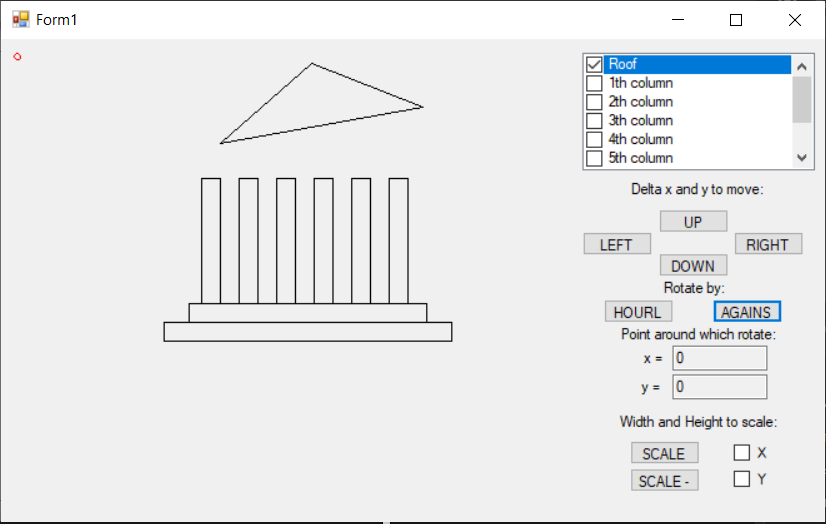 Form1
Roof
1th column
2th column
3th column
4th column
5th column
Delta x and y to move:
UP
LEFT
RIGHT
DOWN
Rotate by:
HOURL
AGAINS
Point around which rotate:
x = 0
y = 0
Width and Height to scale:
SCALE
X
SCALE -
Y